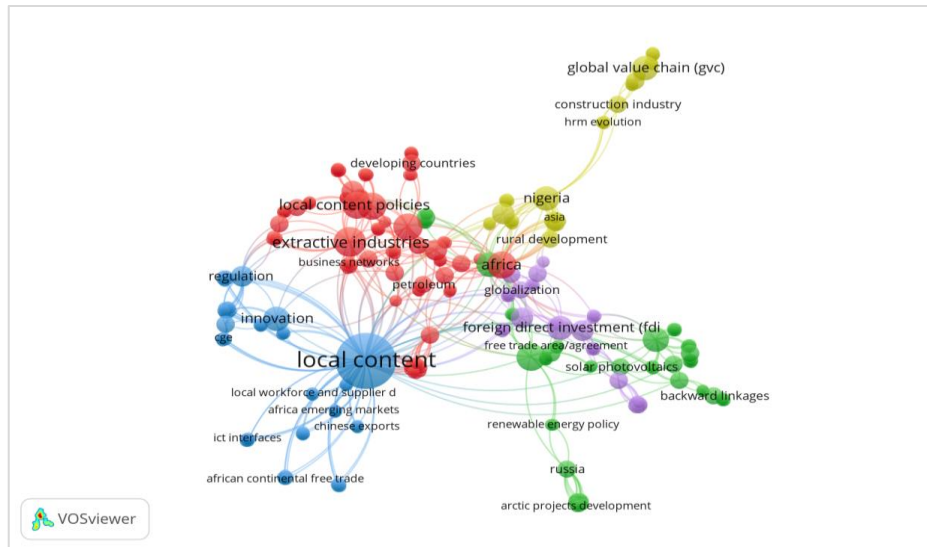 global value chain (gvc)
construction industry
hrm evolution
developing countries
nigeria
local content policies
asia
extractive industries
rural development
business networks
africa
regulation
petroleum
globalization
innovation
foreign direct investment (fdi
cge
free trade area/agreement
local content
solar photovoltaics
local workforce and supplier d
backward linkages
africa emerging markets
chinese exports
renewable energy policy
ict interfaces
russia
african continental free trade
arctic projects development
VOSviewer